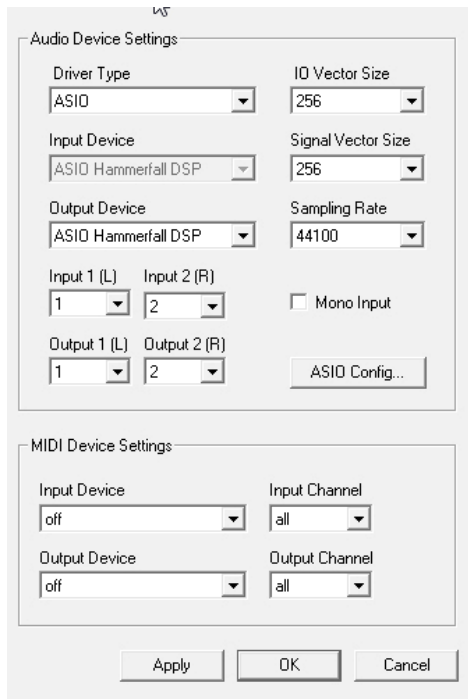 Audio Device Settings
Driver Type IO Vector Size
ASIO 256
Input Device Signal Vector Size
ASIO Hammerfall DSP 256
Output Device Sampling Rate
ASIO Hammerfall DSP 44100
Input 1 (L) Input 2 (R)
1 2 Mono Input
Output 1 (L) Output 2 (R)
1 2 ASIO Config...
MIDI Device Settings
Input Device Input Channel
off all
Output Device Output Channel
off all
Apply OK Cancel